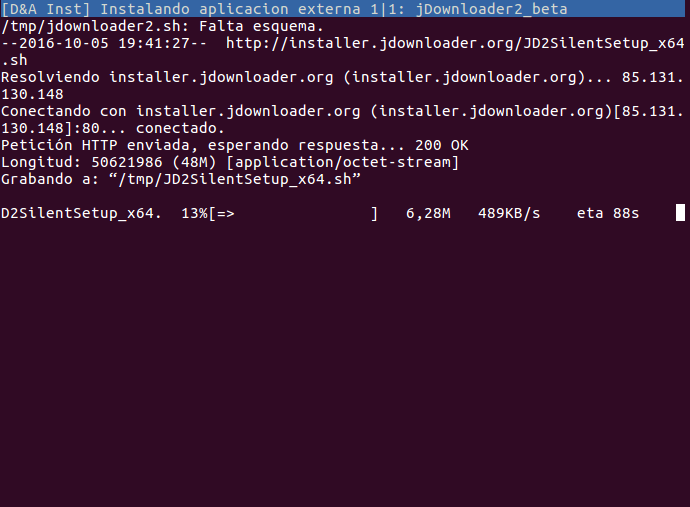 [D&A Inst] Instalando aplicacion externa 1|1: jDownloader2_beta
/tmp/jdownloader2.sh: Falta esquema.
--2016-10-05 19:41:27--  http://installer.jdownloader.org/JD2SilentSetup_x64
.sh
Resolviendo installer.jdownloader.org (installer.jdownloader.org)... 85.131.
130.148
Conectando con installer.jdownloader.org (installer.jdownloader.org)[85.131.
130.148]:80... conectado.
Petición HTTP enviada, esperando respuesta... 200 OK
Longitud: 50621986 (48M) [application/octet-stream]
Grabando a: “/tmp/JD2SilentSetup_x64.sh”
D2SilentSetup_x64.  13%[=>                ]   6,28M   489KB/s    eta 88s